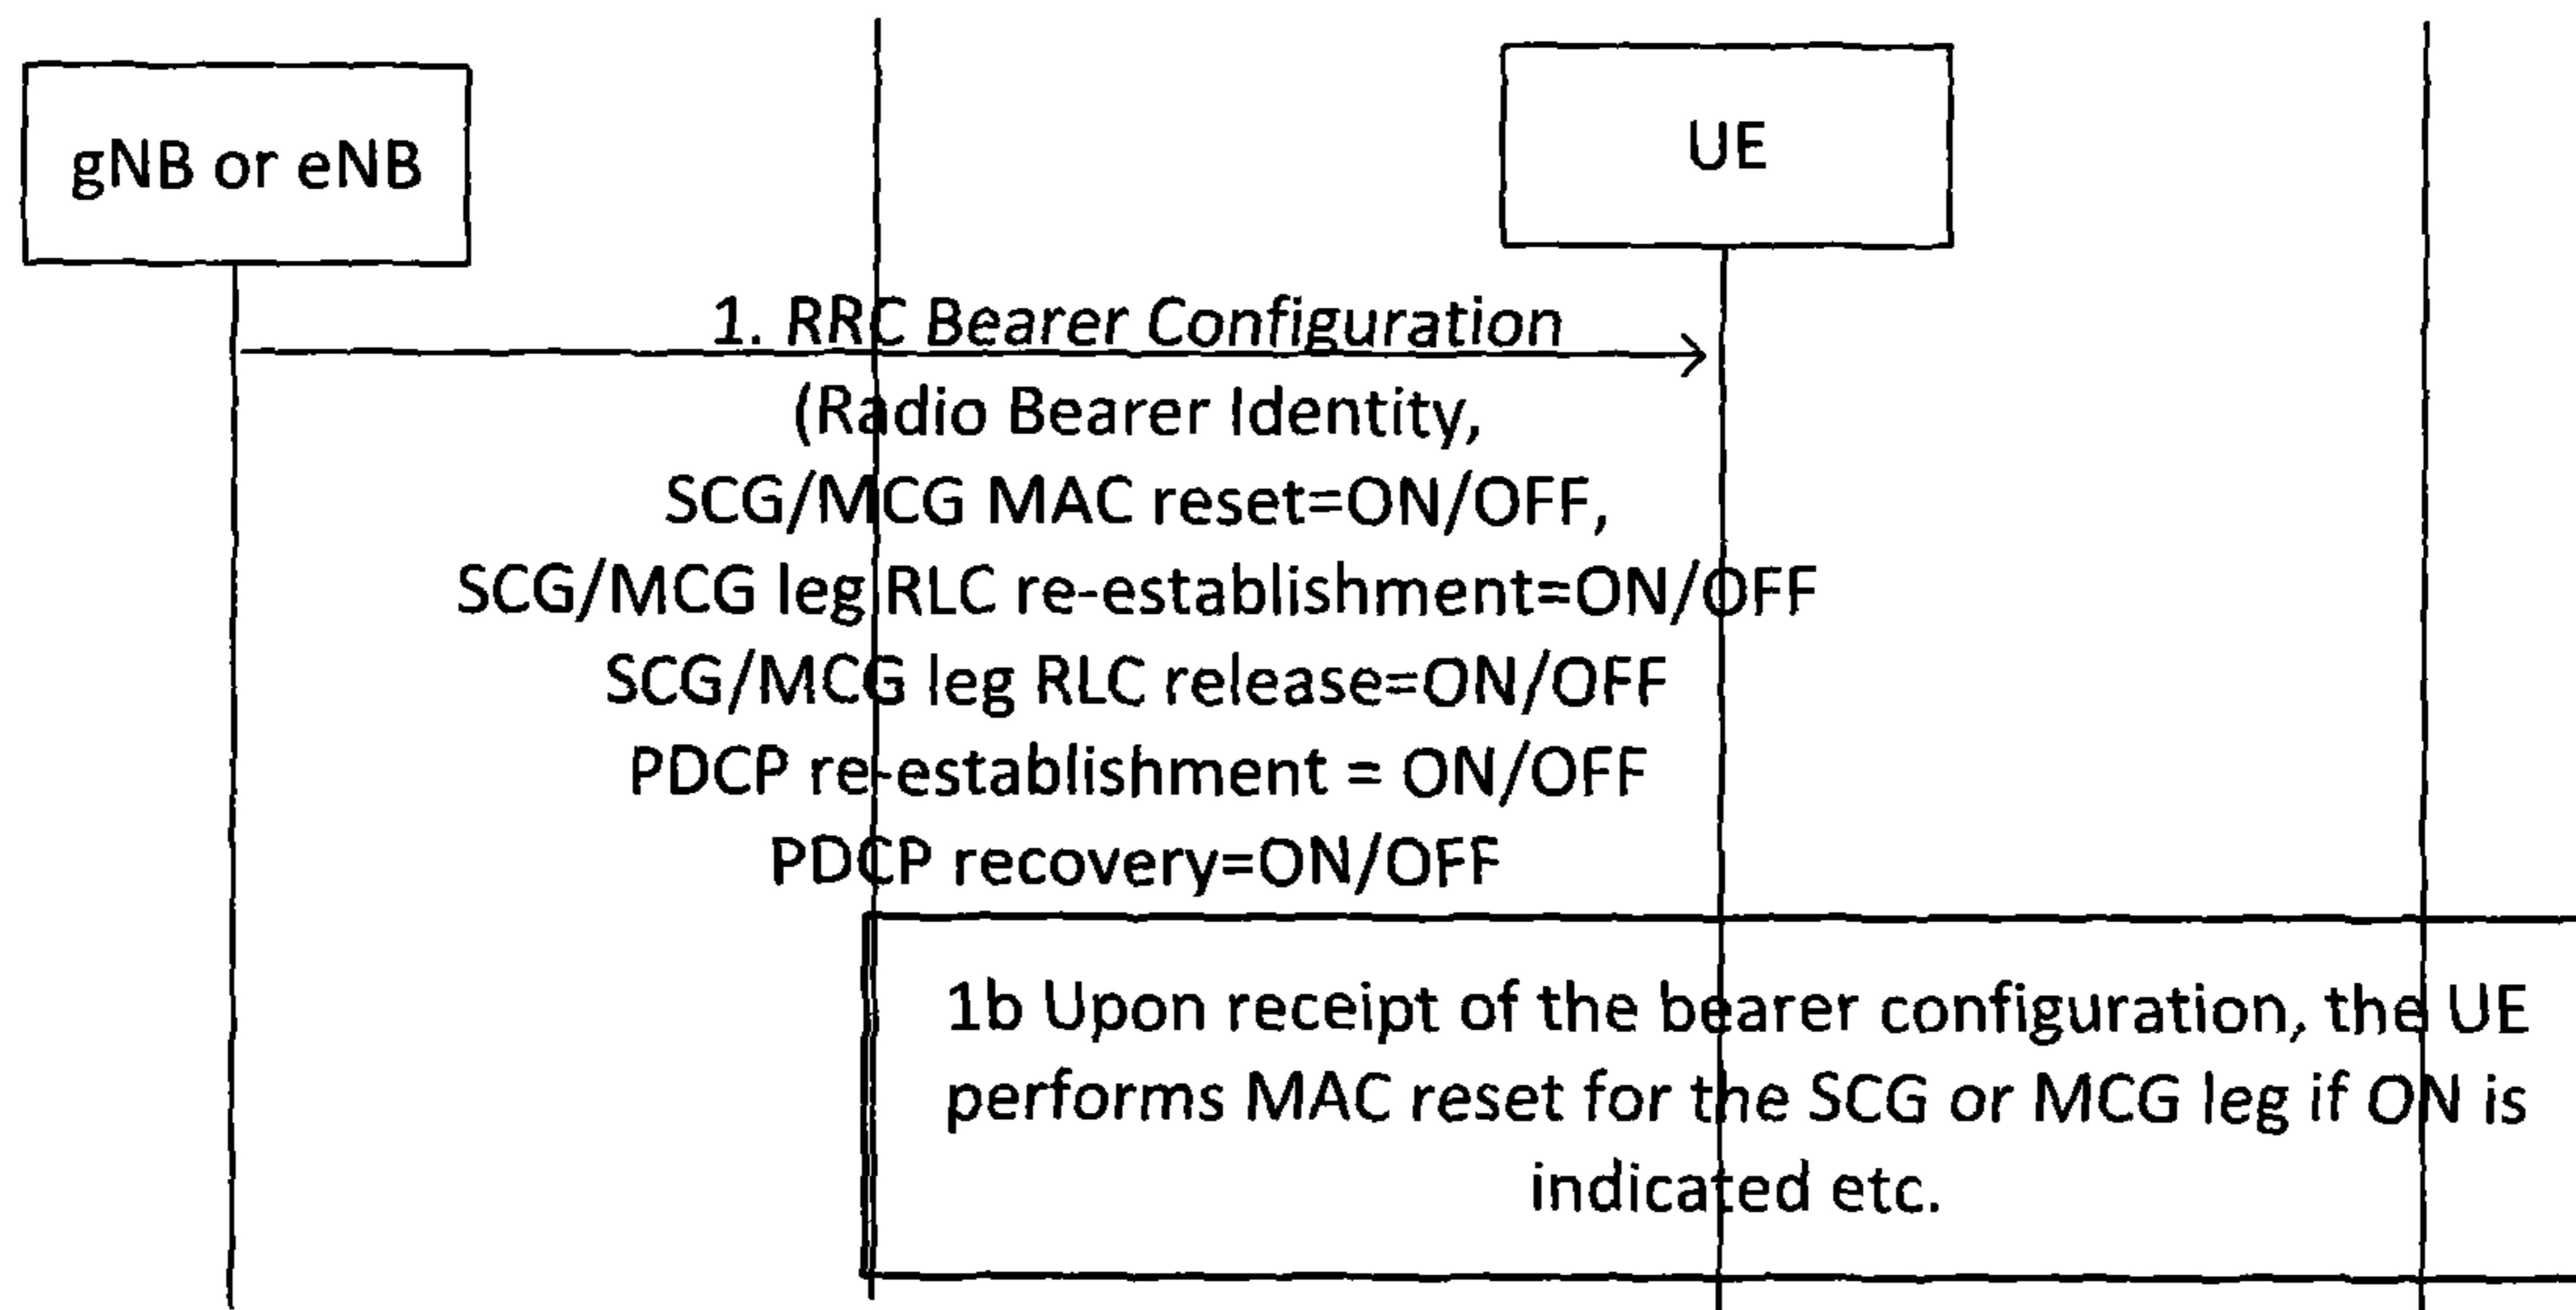 gNB or eNB
UE
1. RRC Bearer Configuration
(Radio Bearer Identity,
SCG/MCG MAC reset=ON/OFF,
SCG/MCG leg RLC re-establishment=ON/OFF
SCG/MCG leg RLC release=ON/OFF
PDCP re-establishment = ON/OFF
PDCP recovery=ON/OFF
1b Upon receipt of the bearer configuration, the UE
performs MAC reset for the SCG or MCG leg if ON is
indicated etc.